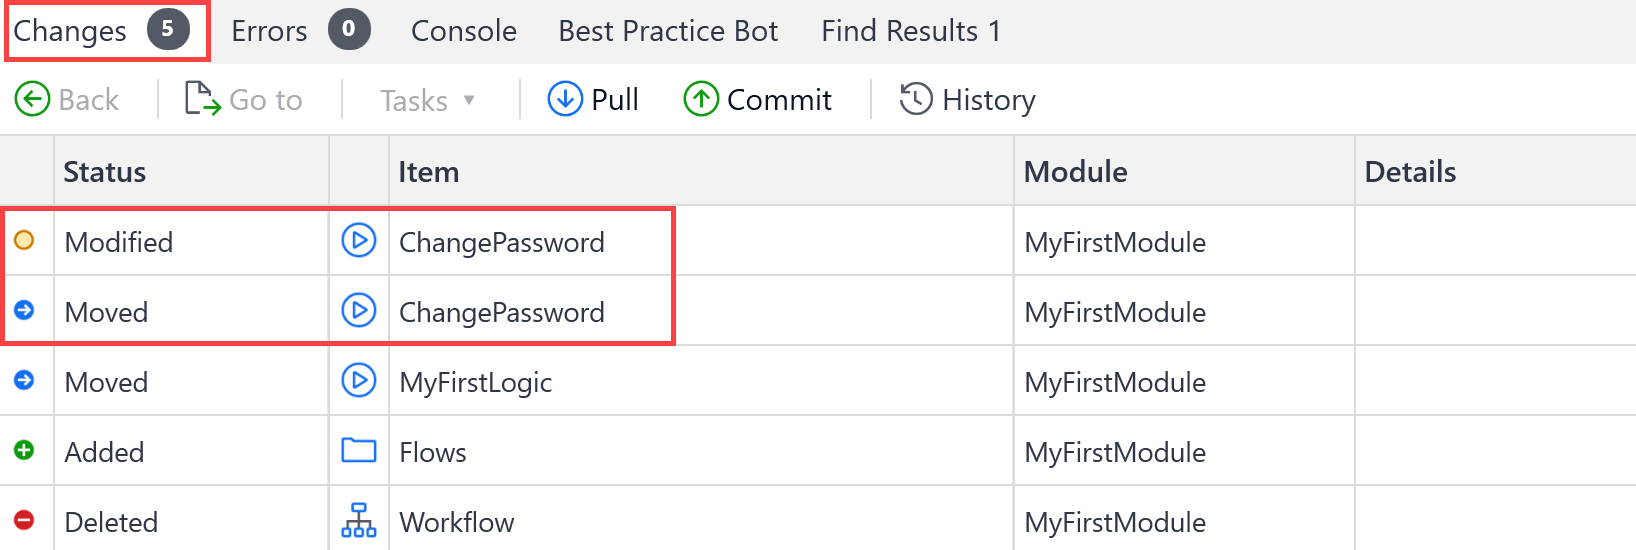 Changes 5 Errors 0 Console Best Practice Bot Find Results 1
Back Go to Tasks Pull Commit History
Status Item Module Details
Modified ChangePassword MyFirstModule
Moved ChangePassword MyFirstModule
Moved MyFirstLogic MyFirstModule
Added Flows MyFirstModule
Deleted Workflow MyFirstModule